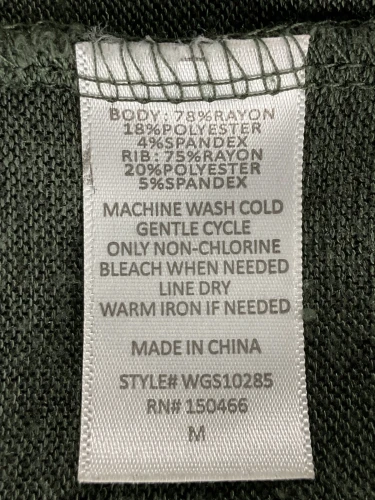 BODY: 78%RAYON
18%POLYESTER
4%SPANDEX
RIB: 75%RAYON
20%POLYESTER
5%SPANDEX
MACHINE WASH COLD
GENTLE CYCLE
ONLY NON-CHLORINE
BLEACH WHEN NEEDED
LINE DRY
WARM IRON IF NEEDED
MADE IN CHINA
STYLE# WGS10285
RN# 150466
M